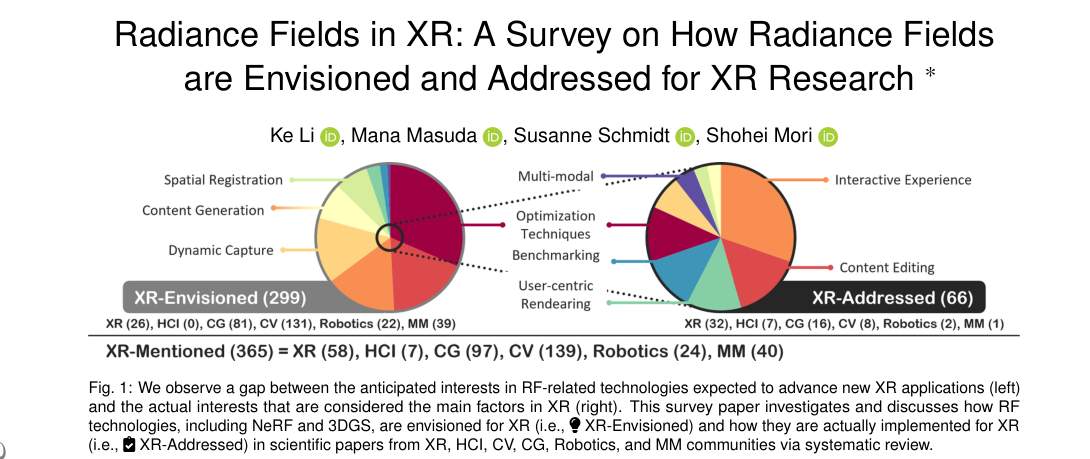 Radiance Fields in XR: A Survey on How Radiance Fields
are Envisioned and Addressed for XR Research *
Ke Li iD, Mana Masuda iD, Susanne Schmidt iD, Shohei Mori iD
Spatial Registration
Content Generation
Dynamic Capture
Multi-modal
Optimization
Techniques
Benchmarking
User-centric
Rendearing
Interactive Experience
Content Editing
XR-Envisioned (299)
XR-Addressed (66)
XR (26), HCI (0), CG (81), CV (131), Robotics (22), MM (39)
XR (32), HCI (7), CG (16), CV (8), Robotics (2), MM (1)
XR-Mentioned (365) = XR (58), HCI (7), CG (97), CV (139), Robotics (24), MM (40)
Fig. 1: We observe a gap between the anticipated interests in RF-related technologies expected to advance new XR applications (left)
and the actual interests that are considered the main factors in XR (right). This survey paper investigates and discusses how RF
technologies, including NeRF and 3DGS, are envisioned for XR (i.e., XR-Envisioned) and how they are actually implemented for XR
(i.e., XR-Addressed) in scientific papers from XR, HCI, CV, CG, Robotics, and MM communities via systematic review.